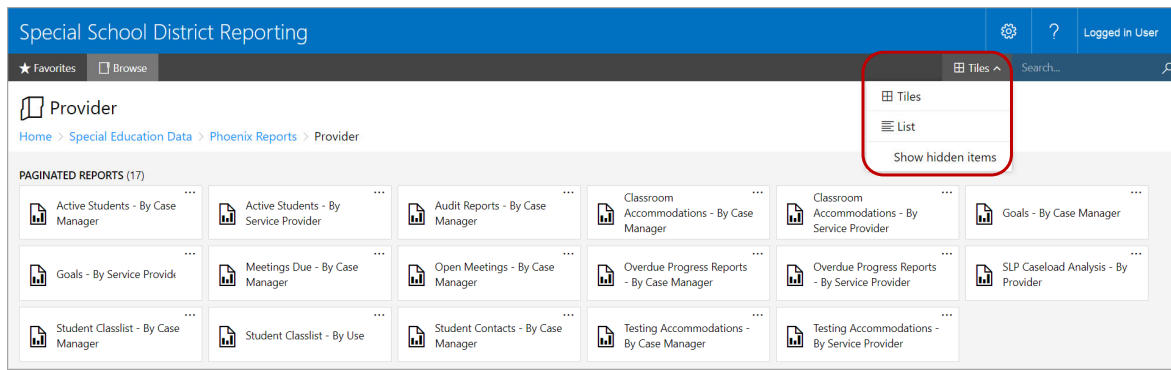 Special School District Reporting
? Logged in User
Favorites Browse Tiles Search...
Tiles
List
Show hidden items
Provider
Home > Special Education Data > Phoenix Reports > Provider
PAGINATED REPORTS (17)
Active Students - By Case
Manager
Active Students - By
Service Provider
Audit Reports - By Case
Manager
Classroom
Accommodations - By Case
Manager
Classroom
Accommodations - By
Service Provider
Goals - By Case Manager
Goals - By Service Provide
Meetings Due - By Case
Manager
Open Meetings - By Case
Manager
Overdue Progress Reports
- By Case Manager
Overdue Progress Reports
- By Service Provider
SLP Caseload Analysis - By
Provider
Student Classlist - By Case
Manager
Student Classlist - By Use
Student Contacts - By Case
Manager
Testing Accommodations -
By Case Manager
Testing Accommodations -
By Service Provider